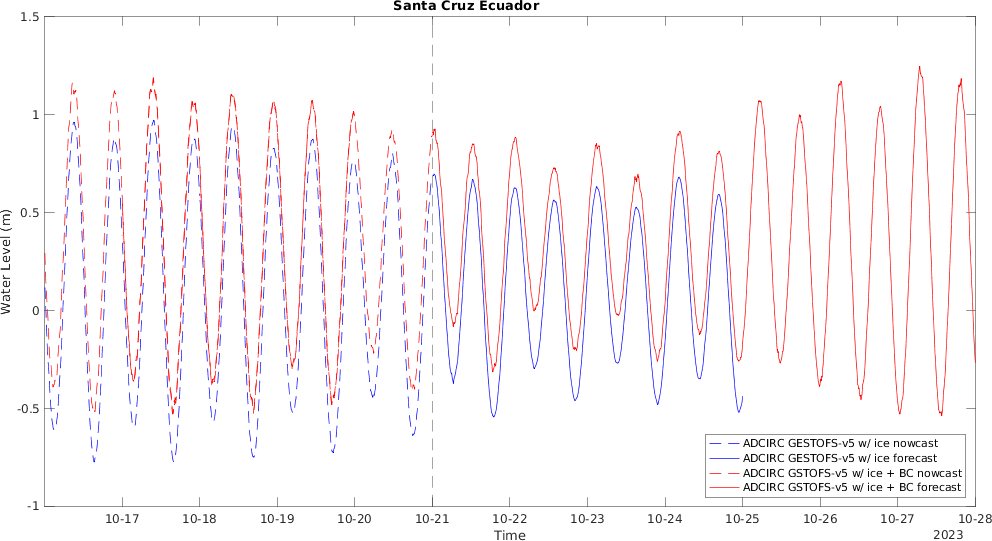 Santa Cruz Ecuador
1.5
1
0.5
0
-0.5
-1
Water Level (m)
10-17 10-18 10-19 10-20 10-21 10-22 10-23 10-24 10-25 10-26 10-27 10-28
Time
2023
ADCIRC GESTOFS-v5 w/ ice nowcast
ADCIRC GESTOFS-v5 w/ ice forecast
ADCIRC GSTOFS-v5 w/ ice + BC nowcast
ADCIRC GSTOFS-v5 w/ ice + BC forecast